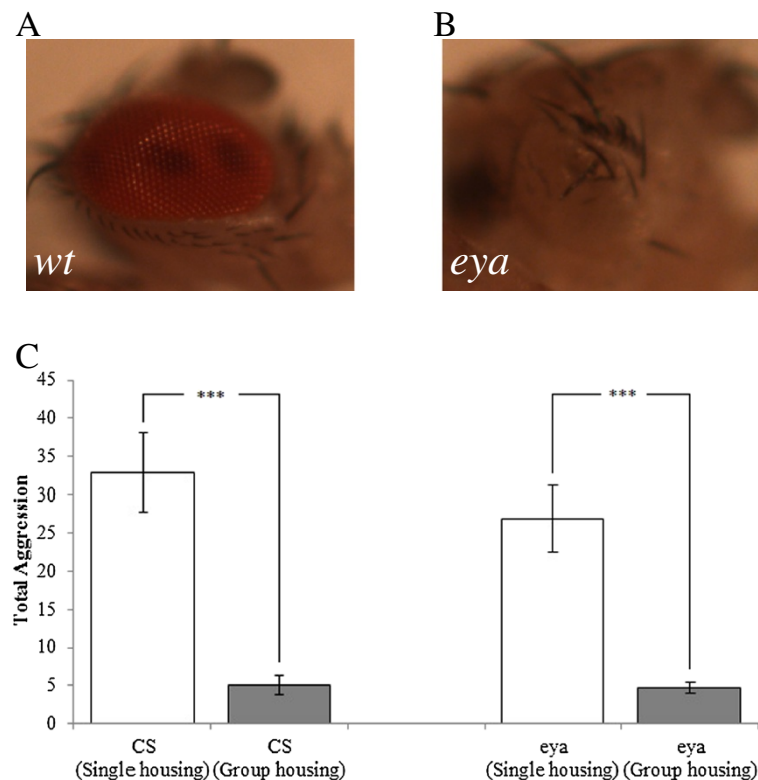 A
B
wt
eya
C
45
40
35
30
25
20
15
10
5
0
Total Aggression
***
***
CS
(Single housing)
CS
(Group housing)
eya
(Single housing)
eya
(Group housing)